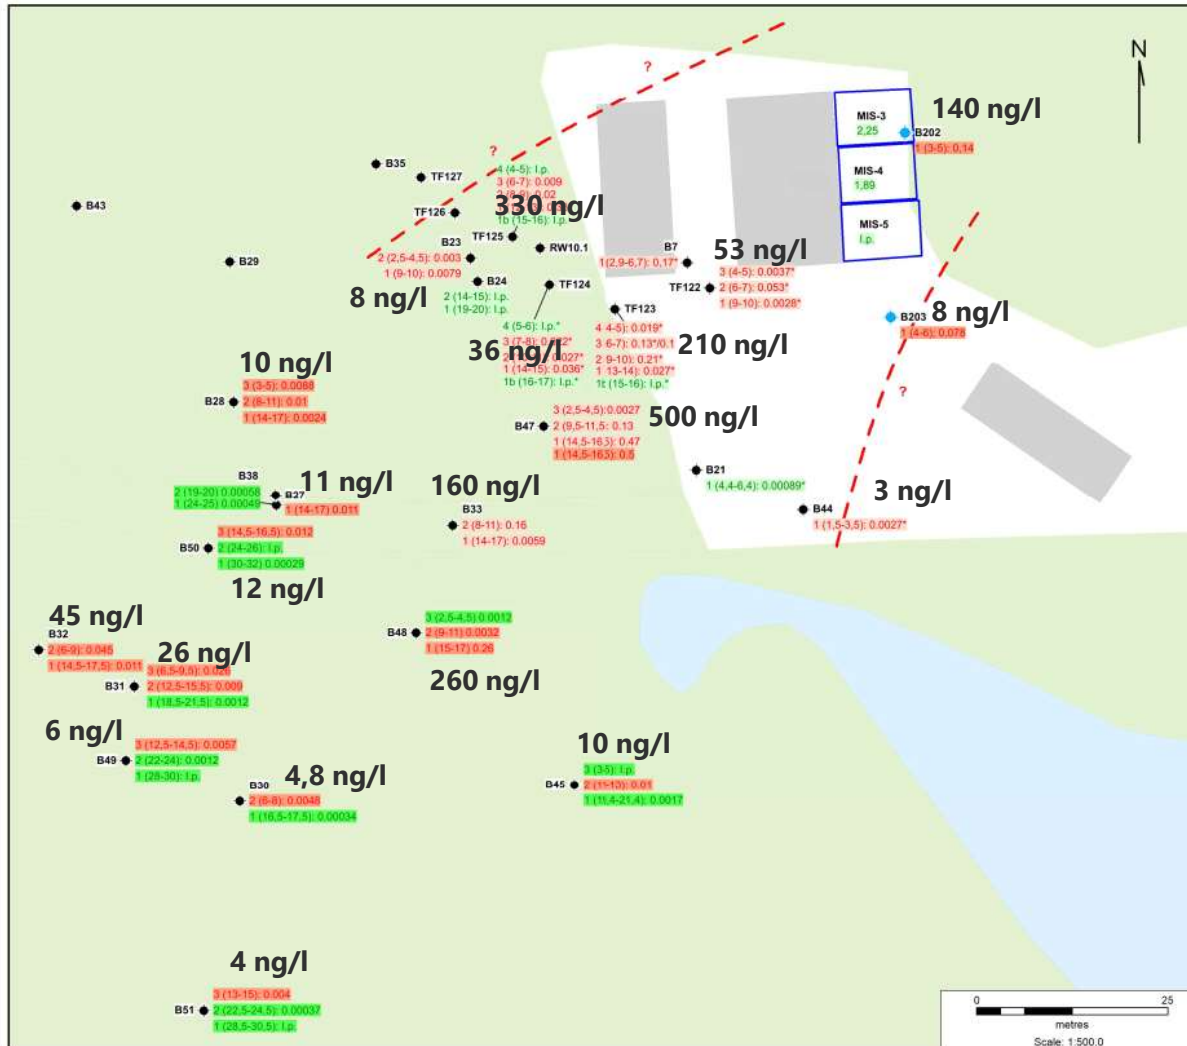 N
?
MIS-3
2,25
140 ng/l
B202
1 (3-5): 0,14
?
B35
4 (4-5): I.p.
MIS-4
1,89
TF127
3 (6-7): 0.009
2 (8-9): 0.02
B43
TF126
330 ng/l
1b (15-16): I.p.
MIS-5
I.p.
TF125
B23
RW10.1
B7
53 ng/l
B29
2 (2,5-4,5): 0.003
1 (2,9-6,7): 0,17*
3 (4-5): 0.0037*
1 (9-10): 0.0079
B24
TF124
TF122
2 (6-7): 0.053*
8 ng/l
2 (14-15): I.p.
1 (9-10): 0.0028*
1 (19-20): I.p.
TF123
B203
8 ng/l
4 (5-6): I.p.*
4 4-5): 0.019*
1 (4-6): 0,078
3 (7-8):
3 6-7): 0.13*/0.1
36 ng/l
210 ng/l
0.027*
2 9-10): 0.21*
10 ng/l
1 (14-15): 0.036*
1 13-14): 0.027*
3 (3-5): 0.0088
1b (16-17): I.p.*
(15-16): I.p.*
?
B28
2 (8-11): 0.01
1 (14-17): 0.0024
3 (2,5-4,5): 0.0027
500 ng/l
B47
2 (9,5-11,5: 0.13
1 (14,5-16,5): 0.47
1 (14,5-16,5): 0.5
B38
B21
11 ng/l
160 ng/l
2 (19-20) 0.00058
B27
1 (4,4-6,4): 0.00089*
3 ng/l
1 (24-25): 0.00049
1 (14-17) 0.011
B33
B44
2 (8-11): 0.16
1 (1,5-3,5): 0.0027*
3 (14,5-16,5): 0.012
1 (14-17): 0.0059
B50
2 (24-26): I.p.
1 (30-32) 0.00029
12 ng/l
45 ng/l
3 (2,5-4,5) 0.0012
B32
B48
2 (9-11) 0.0032
2 (6-9): 0.045
26 ng/l
1 (15-17) 0.26
1 (14,5-17,5): 0.011
3 (6,5-9,5): 0.026
260 ng/l
B31
2 (12,5-15,5): 0.009
1 (18,5-21,5): 0.0012
6 ng/l
3 (12,5-14,5): 0.0057
10 ng/l
B49
2 (22-24): 0.0012
3 (3-5): I.p.
1 (28-30): I.p.
4,8 ng/l
B30
B45
2 (11-13): 0.01
2 (6-8): 0.0048
0.0017
1 (16,5-17,5): 0.00034
4 ng/l
3 (13-15): 0.004
B51
2 (22,5-24,5): 0.00037
1 (28,5-30,5): I.p.
0 25
metres
Scale: 1:500.0